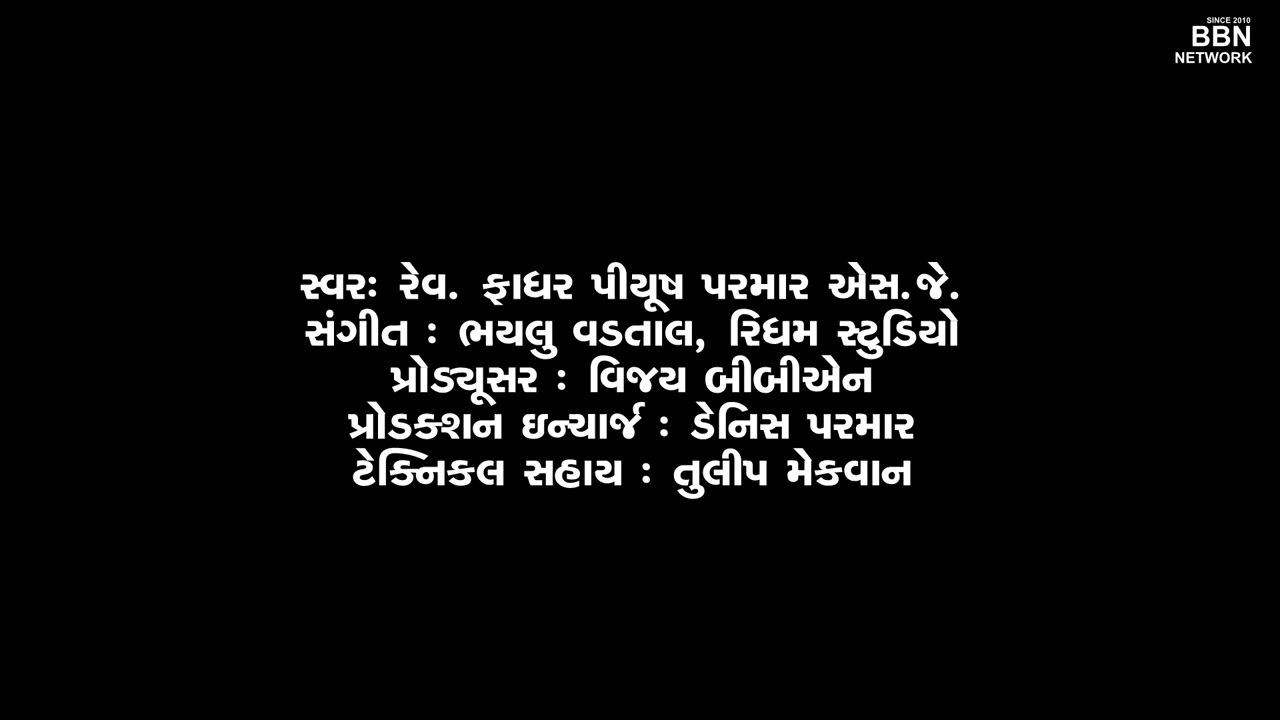 SINCE 2010
BBN
NETWORK
સ્વરઃ રેવ. ફાધર પીયૂષ પરમાર એસ.જે.
સંગીત : ભયલુ વડતાલ, રિધમ સ્ટુડિયો
પ્રોડ્યૂસર : વિજય બીબીએન
પ્રોડક્શન ઇન્ચાર્જ : ડેનિસ પરમાર
ટેક્નિકલ સહાય : તુલીપ મેકવાન